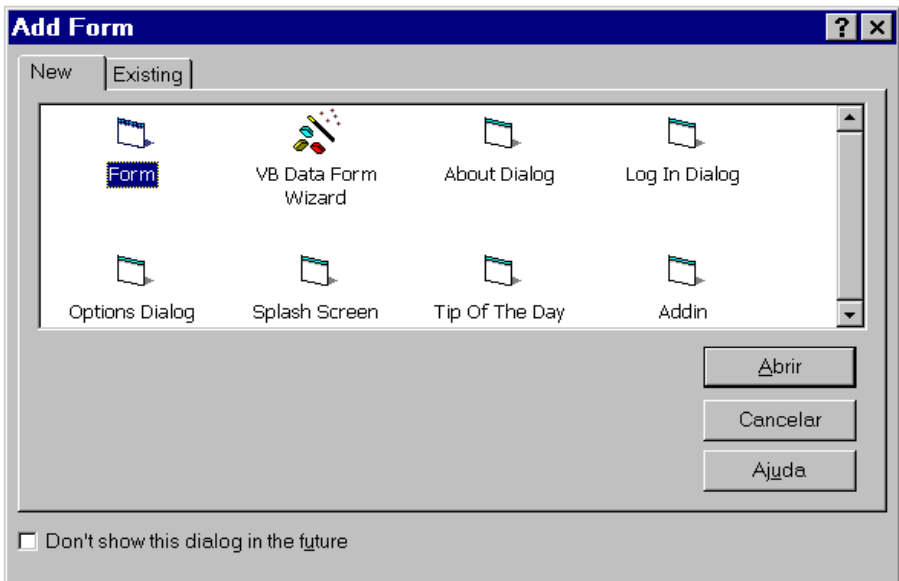 Add Form
New Existing
Form VB Data Form Wizard About Dialog Log In Dialog
Options Dialog Splash Screen Tip Of The Day Addin
Abrir
Cancelar
Ajuda
Don't show this dialog in the future